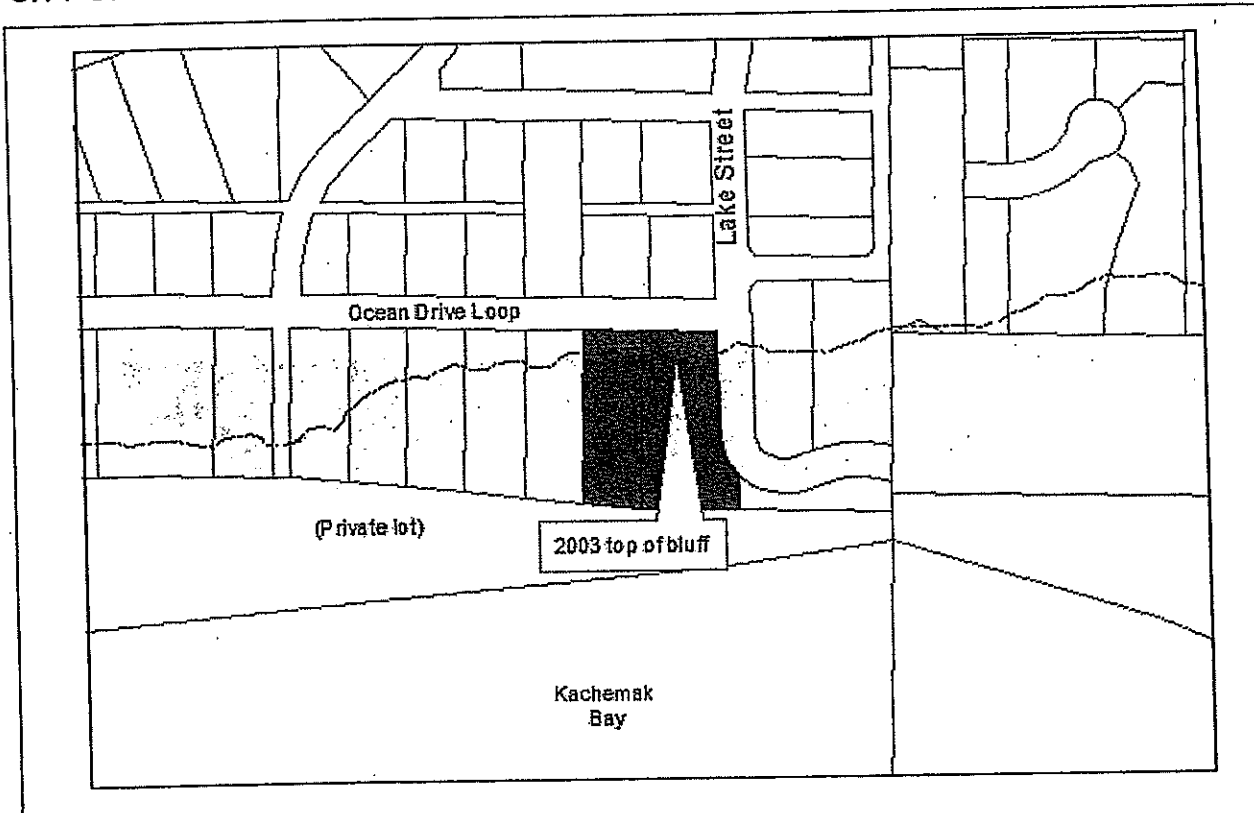 Lake Street
Ocean Drive Loop
(Private lot)
2003 top of bluff
Kachemak
Bay